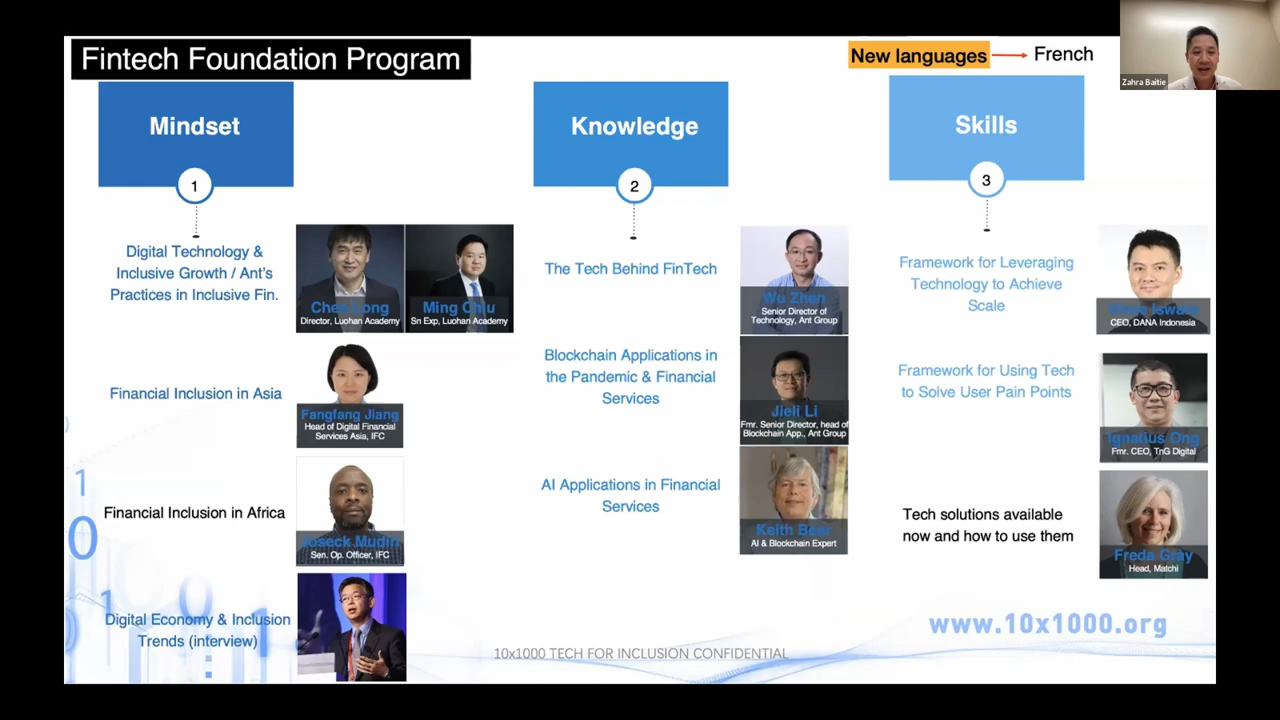 Fintech Foundation Program
New languages
French
Zahra Baitie
Mindset
1
Digital Technology &
Inclusive Growth / Ant's
Practices in Inclusive Fin.
Chen Long
Director, Luohan Academy
Ming Chiu
Sn Exp, Luohan Academy
Financial Inclusion in Asia
Fangfang Jiang
Head of Digital Financial
Services Asia, IFC
Financial Inclusion in Africa
Joseck Mudiri
Sen. Op. Officer, IFC
Digital Economy & Inclusion
Trends (interview)
Knowledge
2
The Tech Behind FinTech
Wu Zhen
Senior Director of
Technology, Ant Group
Blockchain Applications in
the Pandemic & Financial
Services
Jieli Li
Fmr. Senior Director, head of
Blockchain App., Ant Group
AI Applications in Financial
Services
Keith Bear
AI & Blockchain Expert
Skills
3
Framework for Leveraging
Technology to Achieve
Scale
Iswara
CEO, DANA Indonesia
Framework for Using Tech
to Solve User Pain Points
Ignatius Ong
Fmr. CEO, TnG Digital
Tech solutions available
now and how to use them
Freda Gray
Head, Matchi
www.10x1000.org
10x1000 TECH FOR INCLUSION CONFIDENTIAL